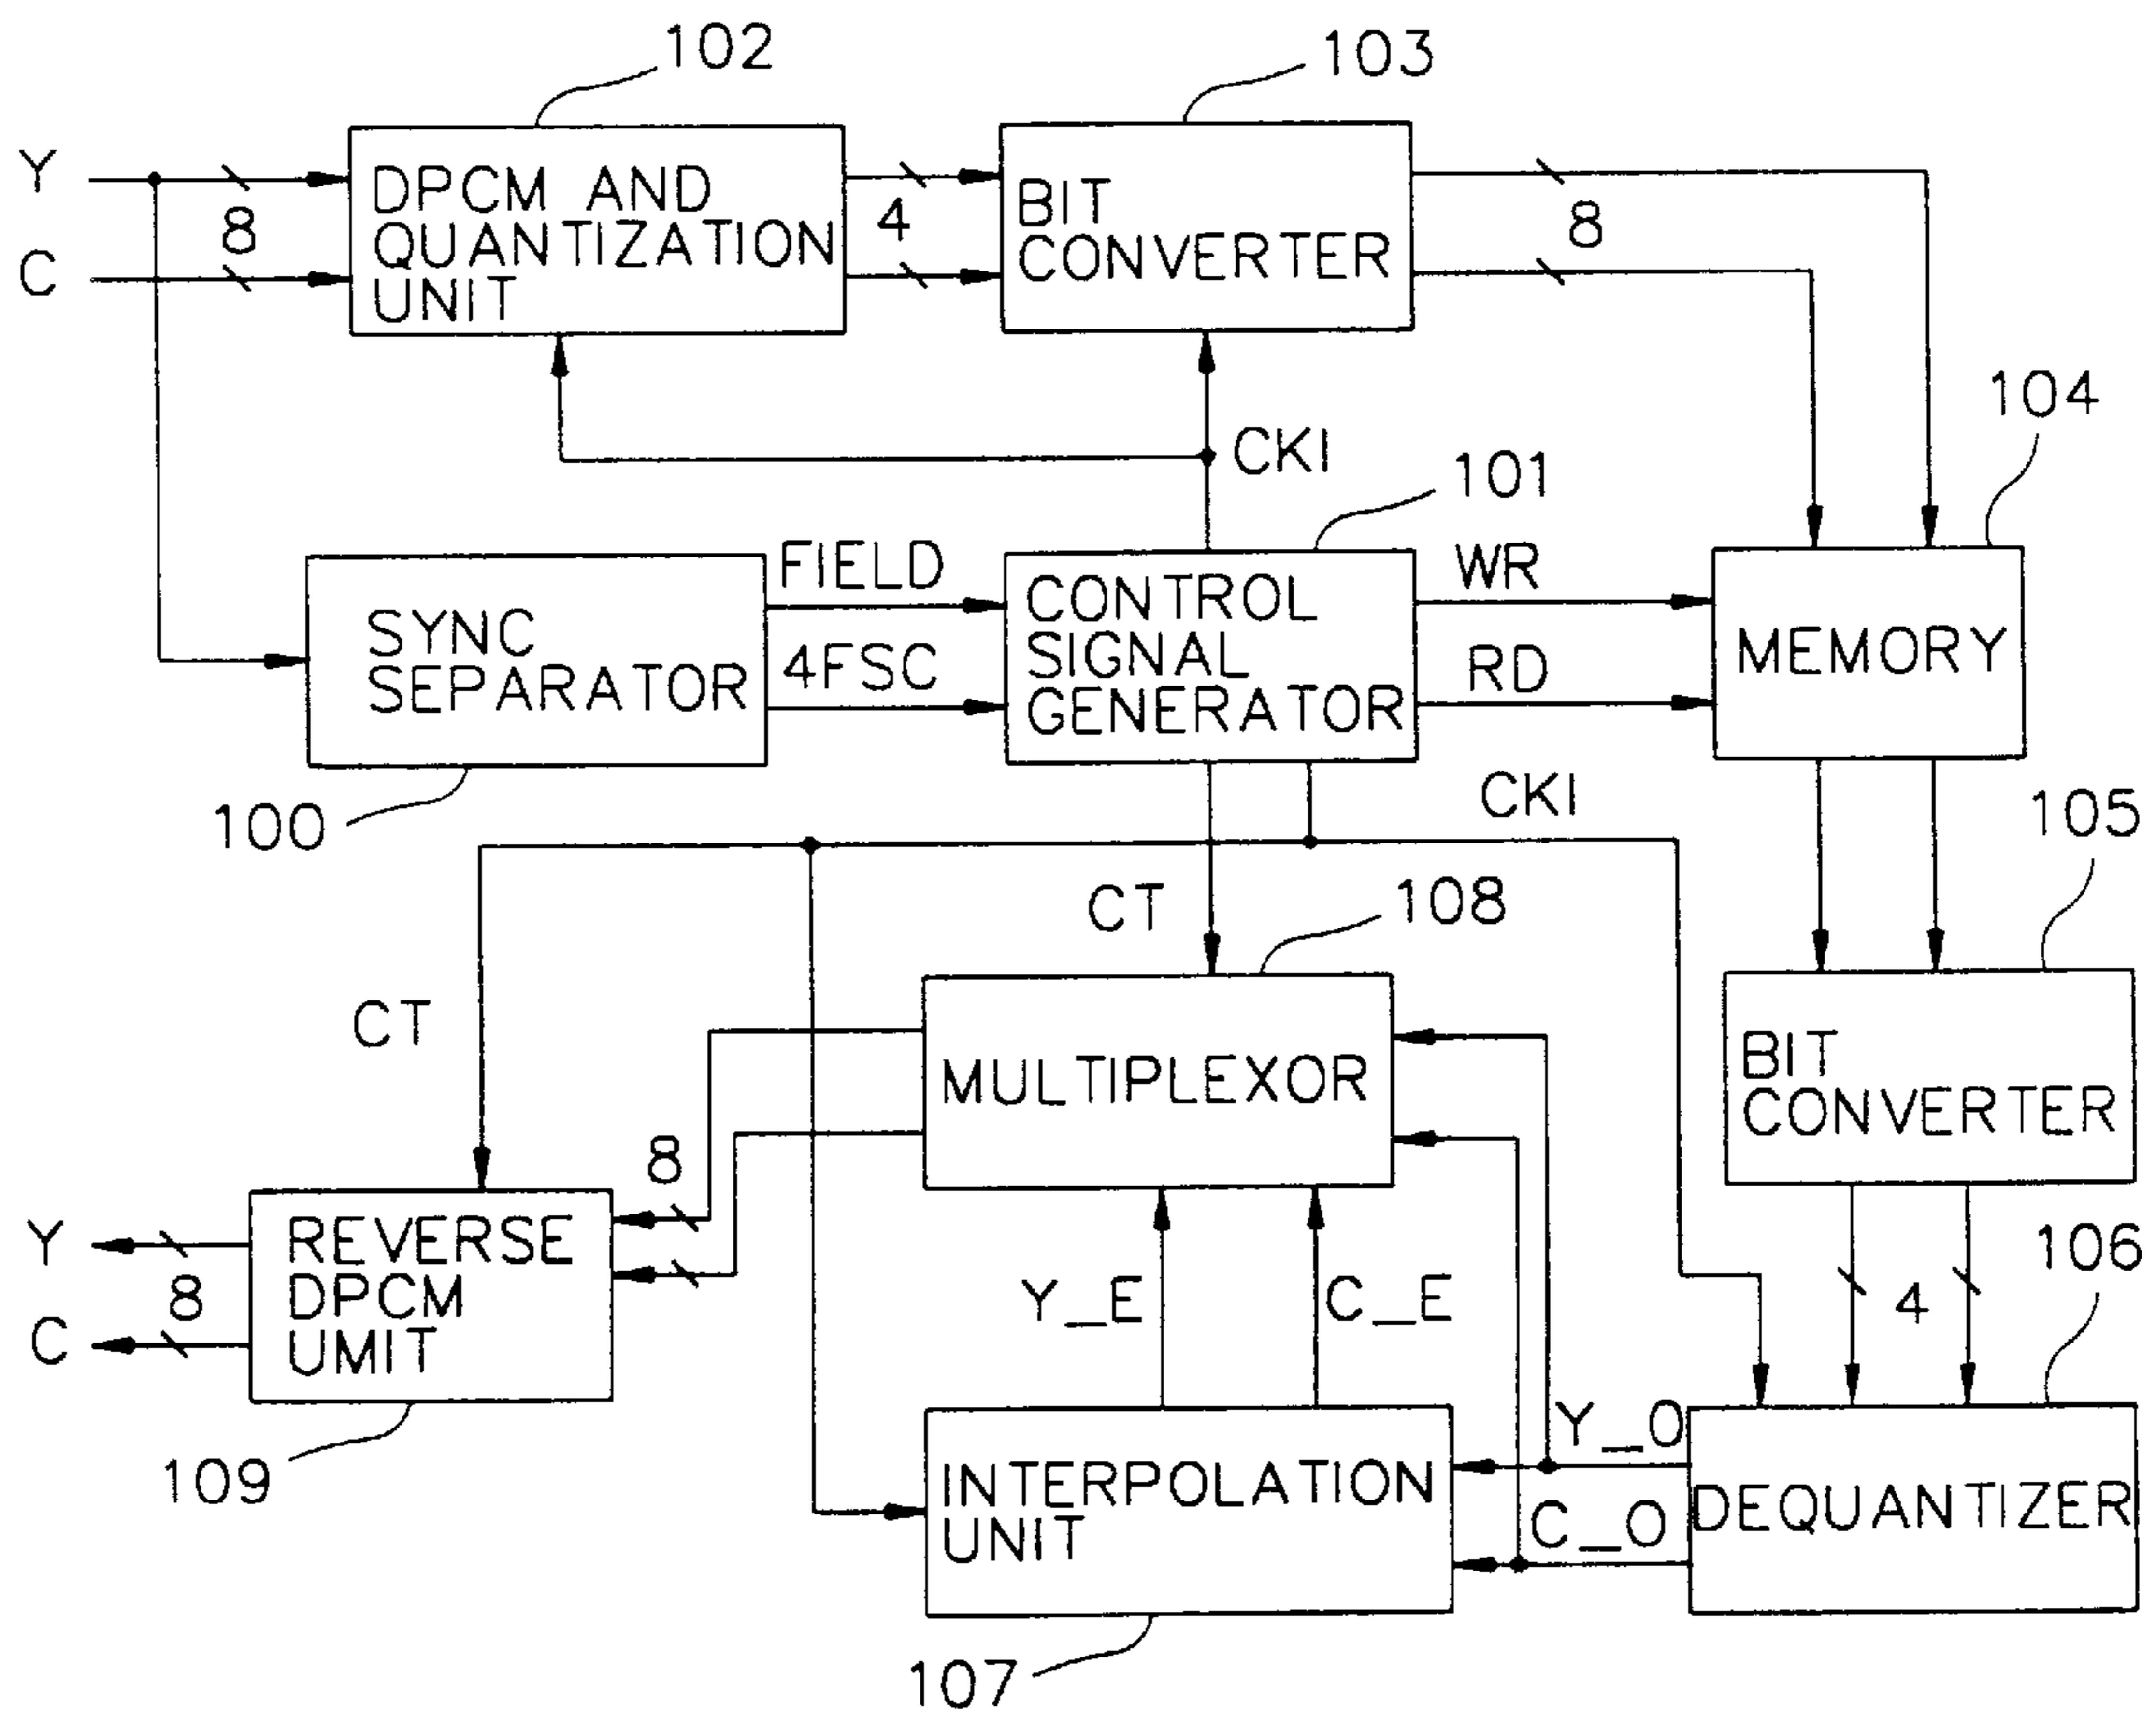 102
103
Y
8
C
DPCM AND
QUANTIZATION
UNIT
4
BIT
CONVERTER
8
104
CKI
101
SYNC
SEPARATOR
FIELD
4FSC
CONTROL
SIGNAL
GENERATOR
WR
RD
MEMORY
100
CKI
105
CT
108
CT
MULTIPLEXOR
BIT
CONVERTER
8
Y
8
C
REVERSE
DPCM
UMIT
Y_E
C_E
4
106
109
INTERPOLATION
UNIT
Y_O
C_O
DEQUANTIZER
107